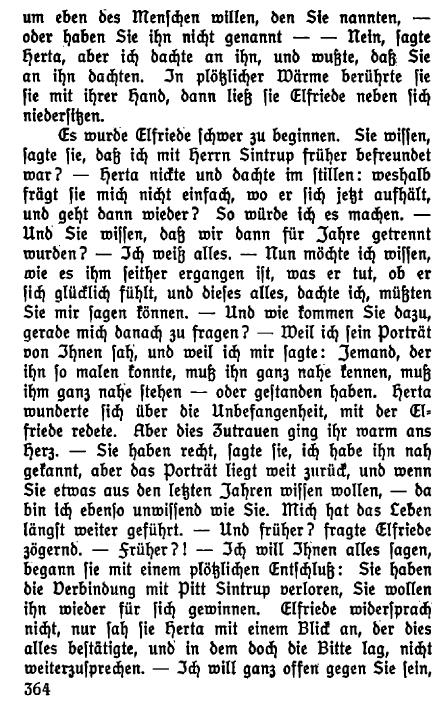 um eben des Menſchen willen, den Sie nannten, —
oder haben Sie ihn nicht genannt — — Nein, ſagte
Herta, aber ich dachte an ihn, und wußte, daß Sie
an ihn dachten. In plötzlicher Wärme berührte ſie
ſie mit ihrer Hand, dann ließ ſie Elfriede neben ſich
niederſitzen.
Es wurde Elfriede ſchwer zu beginnen. Sie wiſſen,
ſagte ſie, daß ich mit Herrn Sintrup früher befreundet
war? — Herta nickte und dachte im ſtillen: weshalb
frägt ſie mich nicht einfach, wo er ſich jetzt aufhält,
und geht dann wieder? So würde ich es machen. —
Und Sie wiſſen, daß wir dann für Jahre getrennt
wurden? — Ich weiß alles. — Nun möchte ich wiſſen,
wie es ihm ſeither ergangen iſt, was er tut, ob er
ſich glücklich fühlt, und dieſes alles, dachte ich, müßten
Sie mir ſagen können. — Und wie kommen Sie dazu,
gerade mich danach zu fragen? — Weil ich ſein Porträt
von Ihnen ſah, und weil ich mir ſagte: Jemand, der
ihn ſo malen konnte, muß ihn ganz nahe kennen, muß
ihm ganz nahe ſtehen — oder geſtanden haben. Herta
wunderte ſich über die Unbefangenheit, mit der El⸗
friede redete. Aber dies Zutrauen ging ihr warm ans
Herz. — Sie haben recht, ſagte ſie, ich habe ihn nah
gekannt, aber das Porträt liegt weit zurück, und wenn
Sie etwas aus den letzten Jahren wiſſen wollen, — da
bin ich ebenſo unwiſſend wie Sie. Mich hat das Leben
längſt weiter geführt. — Und früher? fragte Elfriede
zögernd. — Früher?! — Ich will Ihnen alles ſagen,
begann ſie mit einem plötzlichen Entſchluß: Sie haben
die Verbindung mit Pitt Sintrup verloren, Sie wollen
ihn wieder für ſich gewinnen. Elfriede widerſprach
nicht, nur ſah ſie Herta mit einem Blick an, der dies
alles beſtätigte, und in dem doch die Bitte lag, nicht
weiterzuſprechen. — Ich will ganz offen gegen Sie ſein,
364